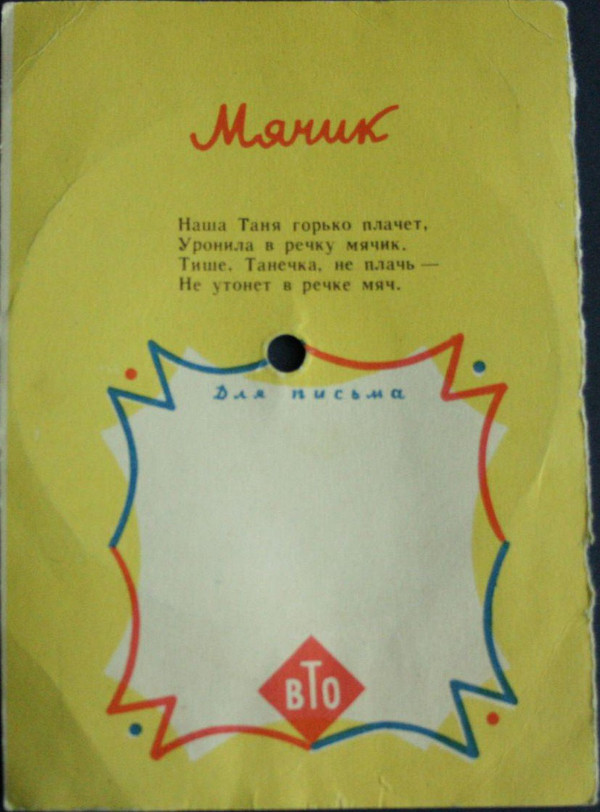 Мячик
Наша Таня горько плачет,
Уронила в речку мячик.
Тише, Танечка, не плачь —
Не утонет в речке мяч.
Для письма
ВТО